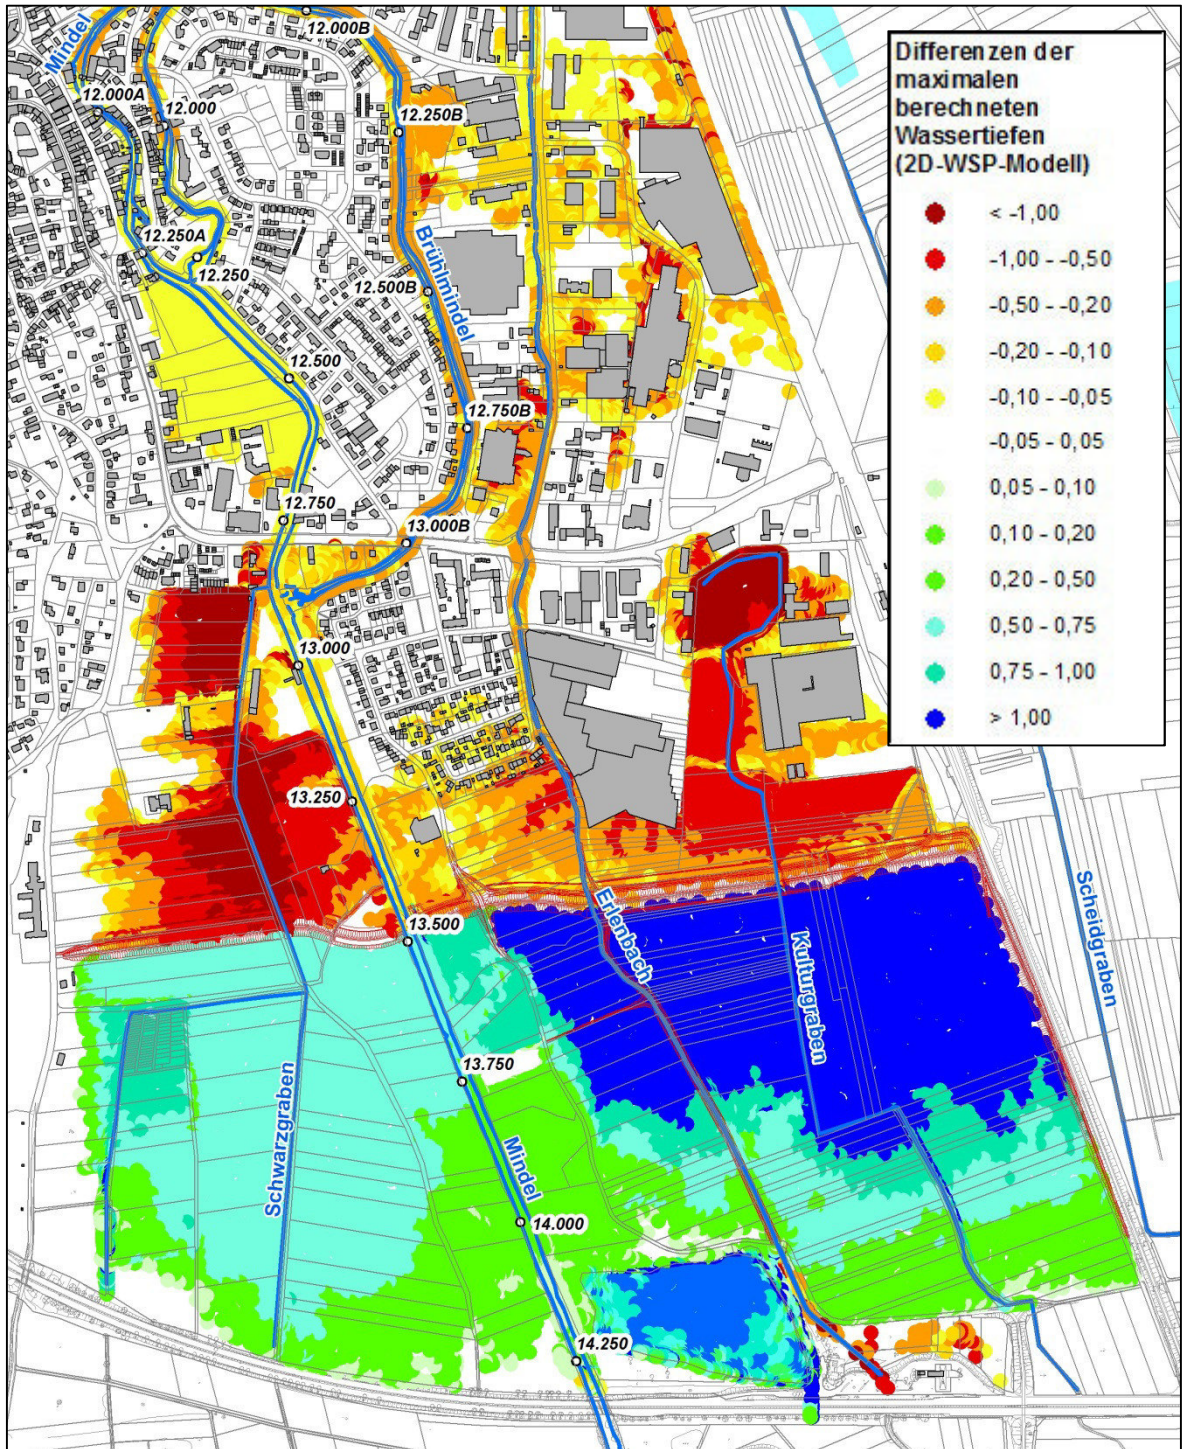 Mindel
12.000B
12.000A
12.000
12.250B
12.250A
12.250
12.500B
Brühlmindel
12.500
12.750B
12.750
13.000B
13.000
13.250
13.500
Erlenbach
Kulturgraben
Scheidgraben
13.750
Schwarzgraben
Mindel
14.000
14.250
Differenzen der
maximalen
berechneten
Wassertiefen
(2D-WSP-Modell)
< -1,00
-1,00 - -0,50
-0,50 - -0,20
-0,20 - -0,10
-0,10 - -0,05
-0,05 - 0,05
0,05 - 0,10
0,10 - 0,20
0,20 - 0,50
0,50 - 0,75
0,75 - 1,00
> 1,00